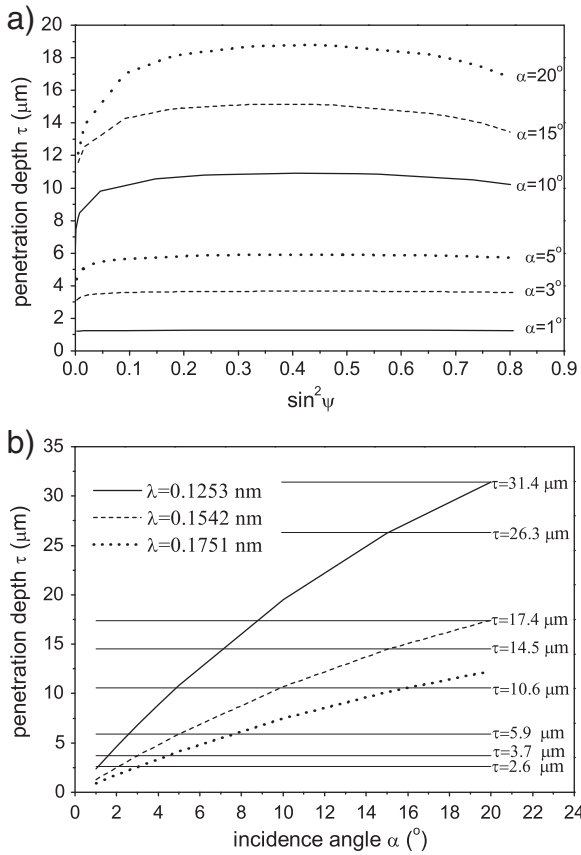 a)
penetration depth τ (μm)
20
18
16
14
12
10
8
6
4
2
0
α=20°
α=15°
α=10°
α=5°
α=3°
α=1°
0.0 0.1 0.2 0.3 0.4 0.5 0.6 0.7 0.8 0.9
sin²ψ
b)
penetration depth τ (μm)
35
30
25
20
15
10
5
0
λ=0.1253 nm
λ=0.1542 nm
λ=0.1751 nm
τ=31.4 μm
τ=26.3 μm
τ=17.4 μm
τ=14.5 μm
τ=10.6 μm
τ=5.9 μm
τ=3.7 μm
τ=2.6 μm
0 2 4 6 8 10 12 14 16 18 20 22 24
incidence angle α (°)